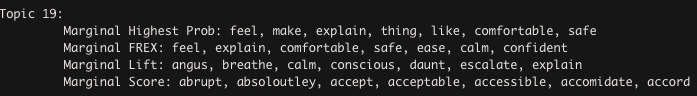 Topic 19:
Marginal Highest Prob: feel, make, explain, thing, like, comfortable, safe
Marginal FREX: feel, explain, comfortable, safe, ease, calm, confident
Marginal Lift: angus, breathe, calm, conscious, daunt, escalate, explain
Marginal Score: abrupt, absoloutley, accept, acceptable, accessible, accomidate, accord